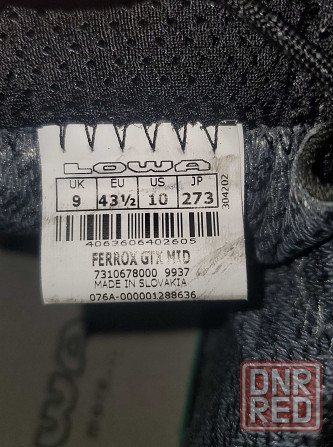 LOWA
UK EU US JP
9 43½ 10 273
304202
4063606402605
FERROX GTX MID
7310678000 9937
MADE IN SLOVAKIA
076A-000001288636
LOWA
DNR
RED